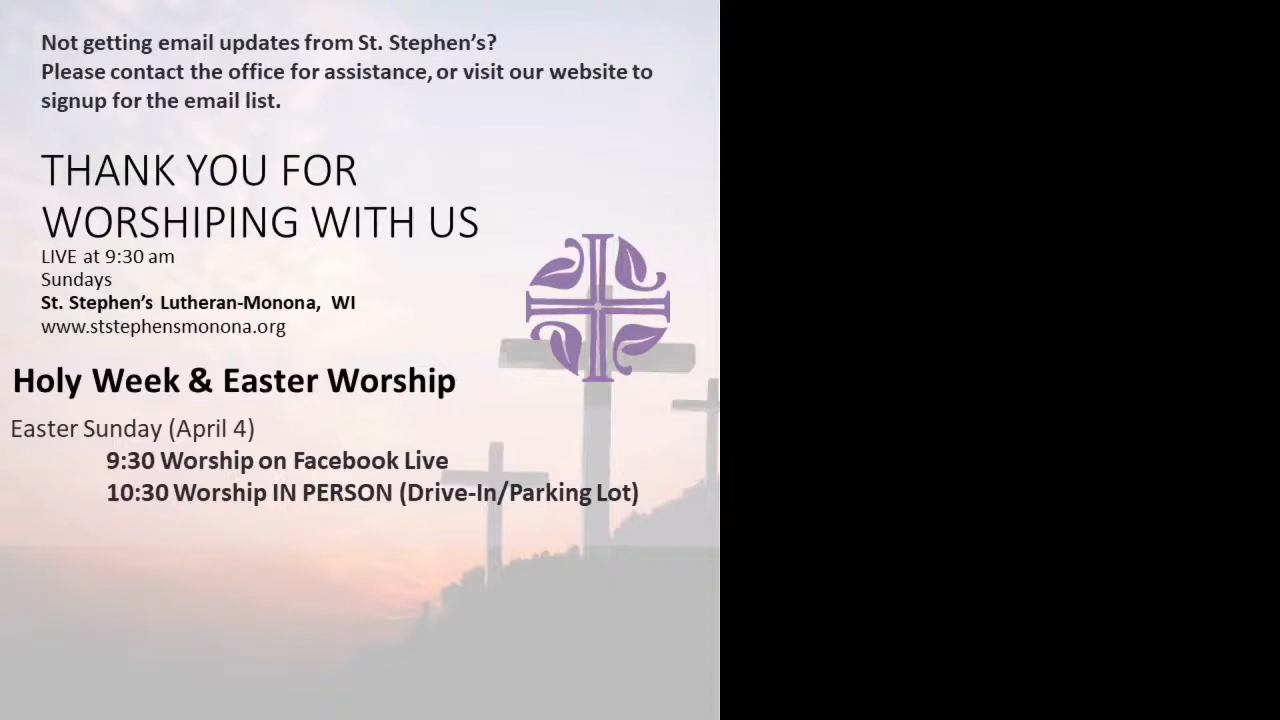 Not getting email updates from St. Stephen’s?
Please contact the office for assistance, or visit our website to
signup for the email list.
THANK YOU FOR
WORSHIPING WITH US
LIVE at 9:30 am
Sundays
St. Stephen’s Lutheran-Monona, WI
www.ststephensmonona.org
Holy Week & Easter Worship
Easter Sunday (April 4)
9:30 Worship on Facebook Live
10:30 Worship IN PERSON (Drive-In/Parking Lot)